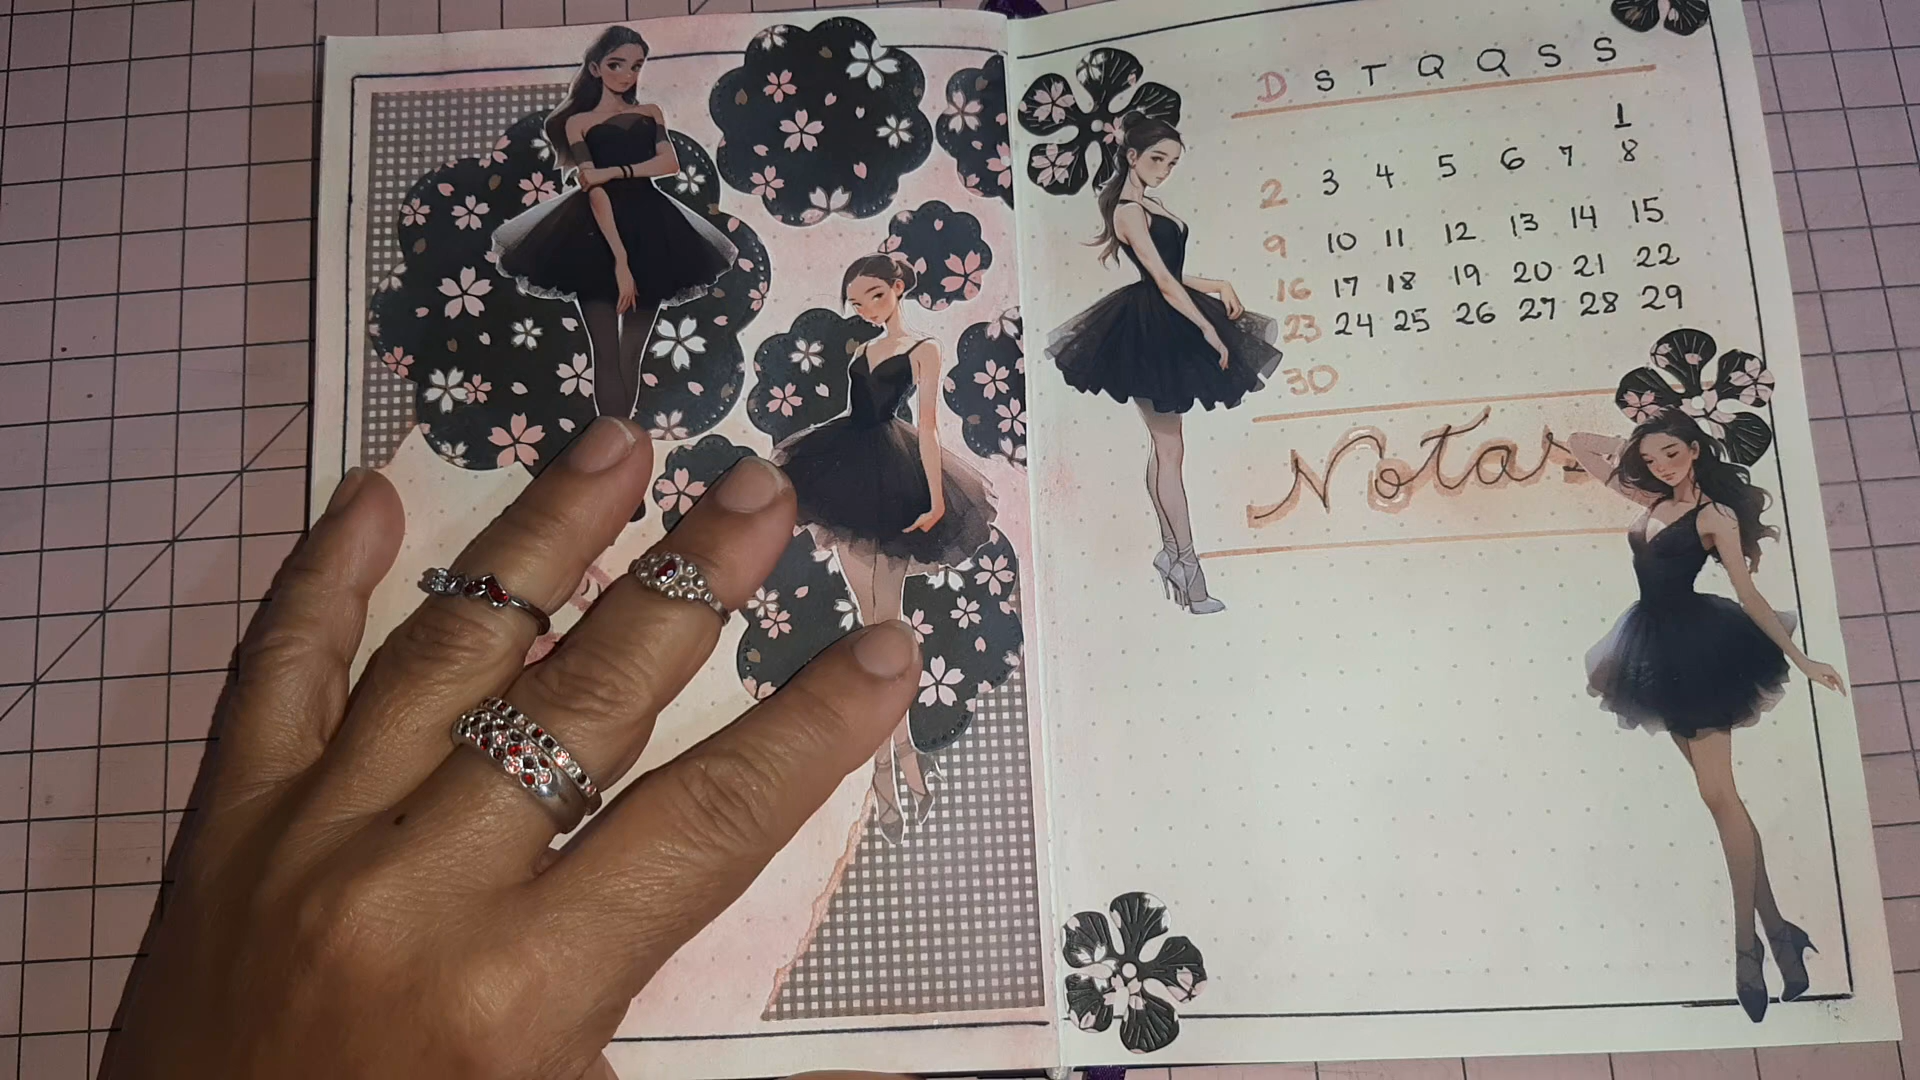 D S T Q Q S S
1
2 3 4 5 6 7 8
9 10 11 12 13 14 15
16 17 18 19 20 21 22
23 24 25 26 27 28 29
30
Notas